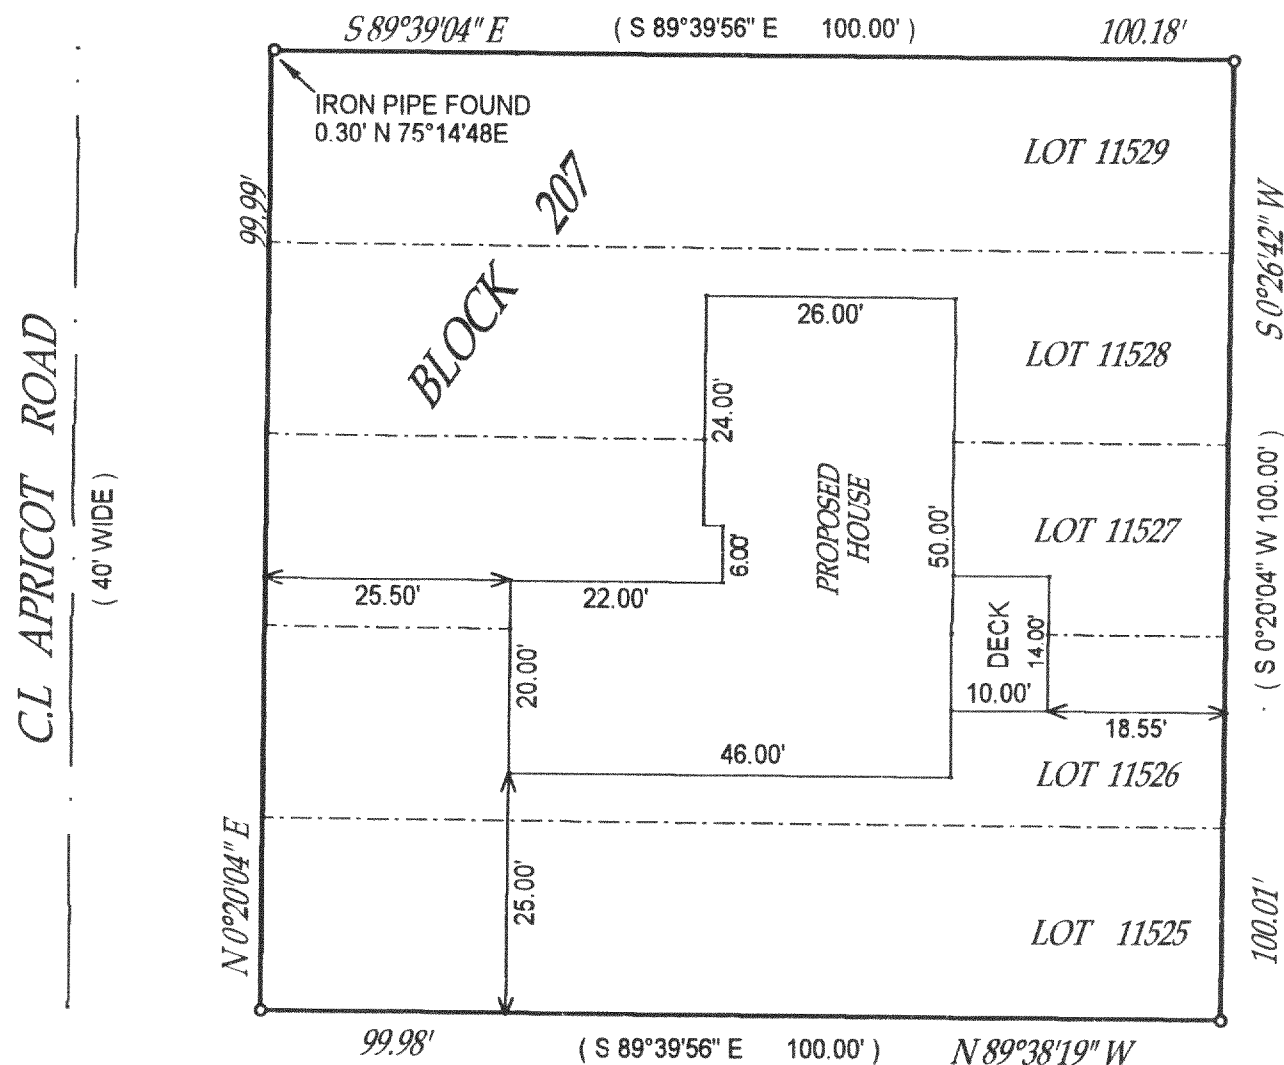 S 89°39'04" E ( S 89°39'56" E 100.00' ) 100.18'
IRON PIPE FOUND
0.30' N 75°14'48E
LOT 11529
BLOCK 207
99.99'
S 0°26'42" W
26.00'
LOT 11528
24.00'
C.L APRICOT ROAD
( 40' WIDE )
PROPOSED
HOUSE
50.00'
LOT 11527
( S 0°20'04" W 100.00' )
6.00'
25.50'
22.00'
DECK
14.00'
20.00'
10.00'
18.55'
46.00'
LOT 11526
N 0°20'04" E
25.00'
LOT 11525
100.01'
99.98' ( S 89°39'56" E 100.00' ) N 89°38'19" W